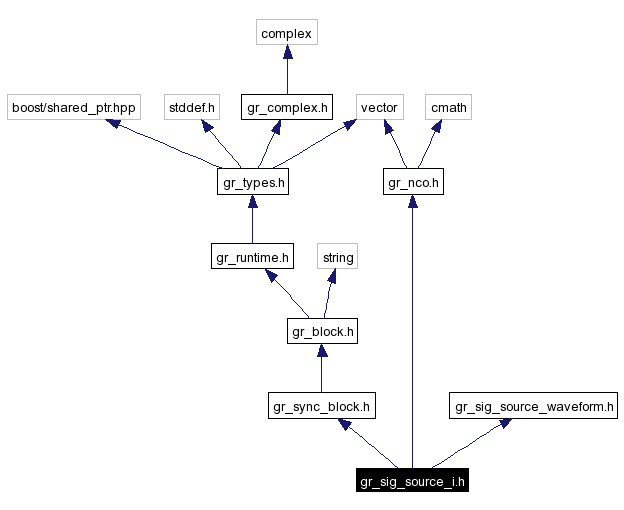 complex
boost/shared_ptr.hpp
stddef.h
gr_complex.h
vector
cmath
gr_types.h
gr_nco.h
gr_runtime.h
string
gr_block.h
gr_sync_block.h
gr_sig_source_waveform.h
gr_sig_source_i.h